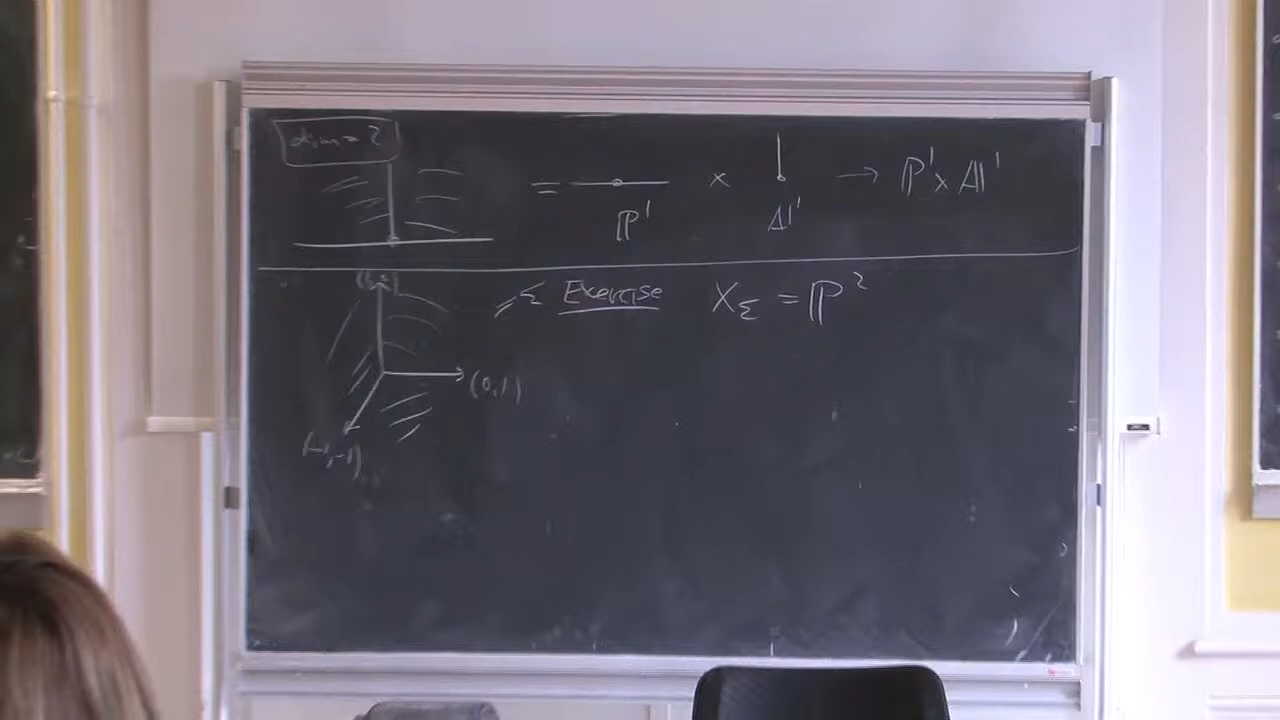 dim = 2
= × → ℙ¹ × 𝔸¹
ℙ¹ 𝔸¹
Σ Exercise X_Σ = ℙ²
(0,1)
(-1,-1)